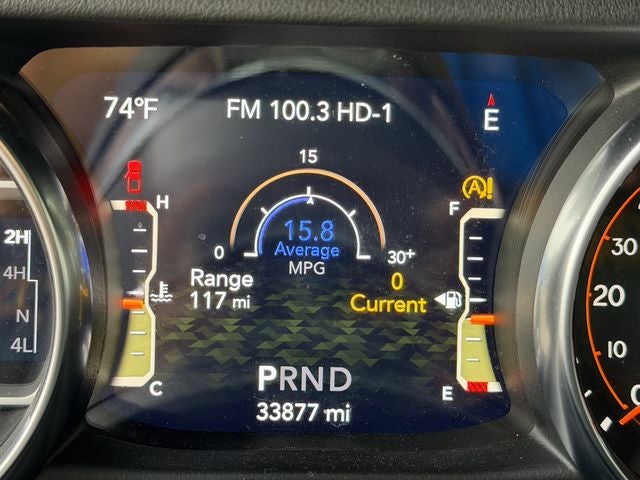 74°F FM 100.3 HD-1 E
15
H A! F
2H
15.8
Average
0 MPG 30+
4H
Range 0
117 mi Current
N
4L
C E
PRND
33877 mi
30
20
10
0